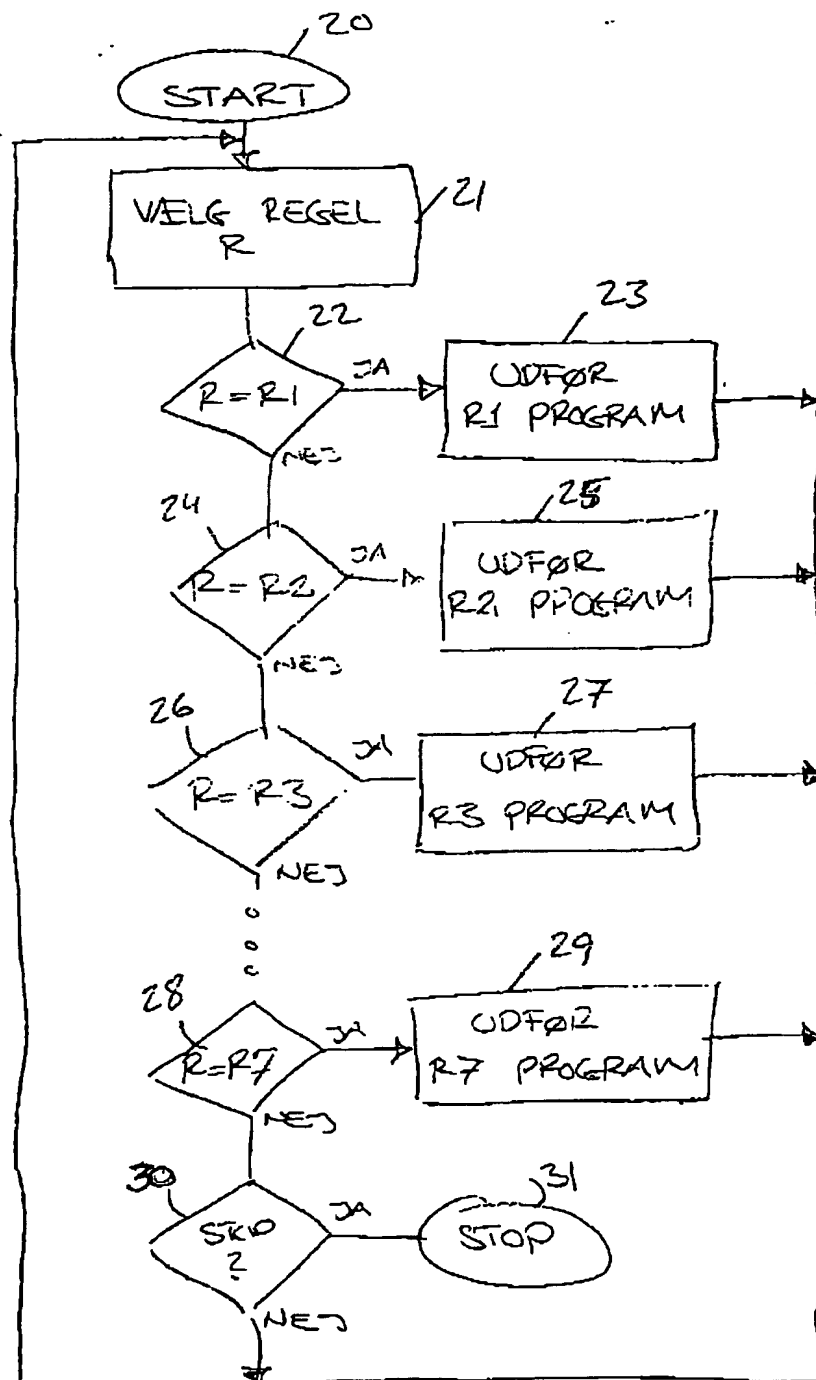 20
START
VÆLG REGEL
R
21
22
R=R1
JA
NEJ
23
UDFØR
R1 PROGRAM
24
R=R2
JA
NEJ
25
UDFØR
R2 PROGRAM
26
R=R3
JA
NEJ
27
UDFØR
R3 PROGRAM
28
R=R7
JA
NEJ
29
UDFØR
R7 PROGRAM
30
?
JA
NEJ
31
STOP